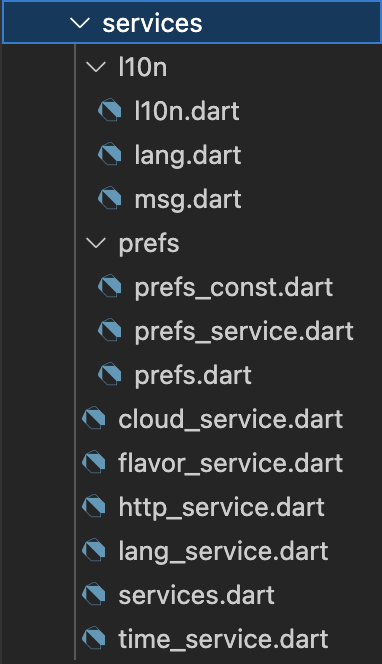 services
l10n
l10n.dart
lang.dart
msg.dart
prefs
prefs_const.dart
prefs_service.dart
prefs.dart
cloud_service.dart
flavor_service.dart
http_service.dart
lang_service.dart
services.dart
time_service.dart